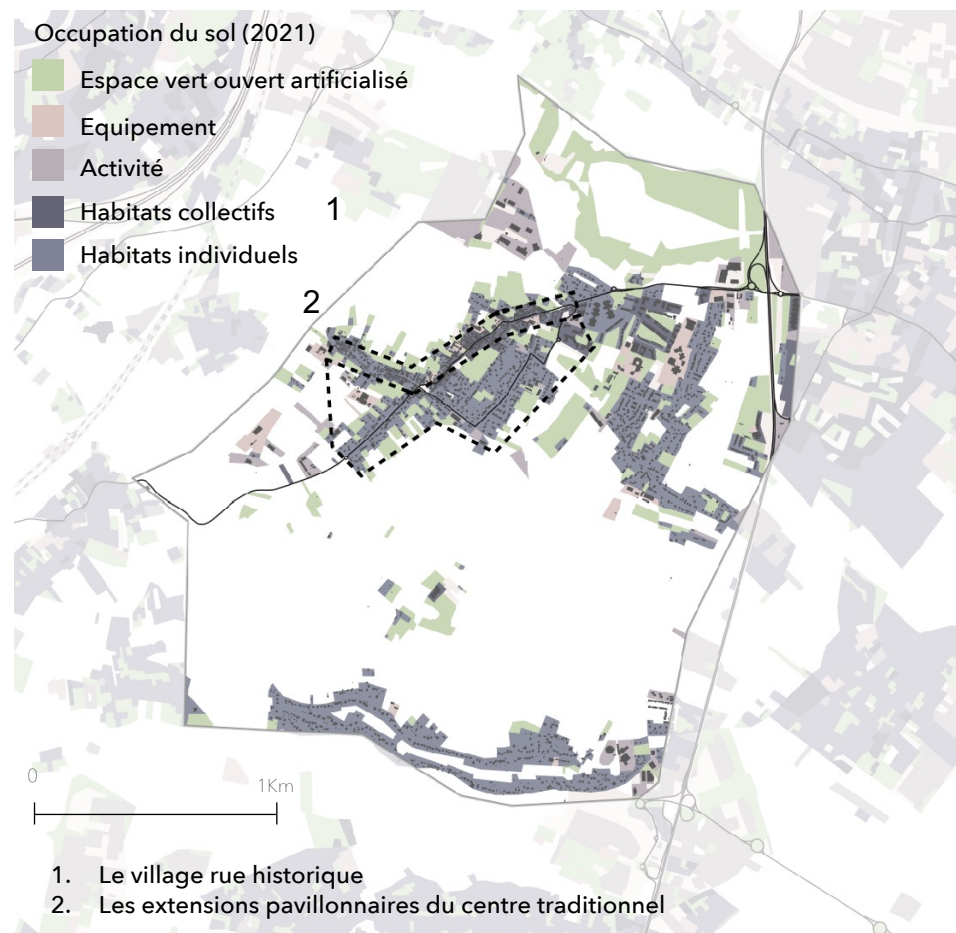 Occupation du sol (2021)
Espace vert ouvert artificialisé
Equipement
Activité
Habitats collectifs
1
Habitats individuels
2
0
1Km
1. Le village rue historique
2. Les extensions pavillonnaires du centre traditionnel